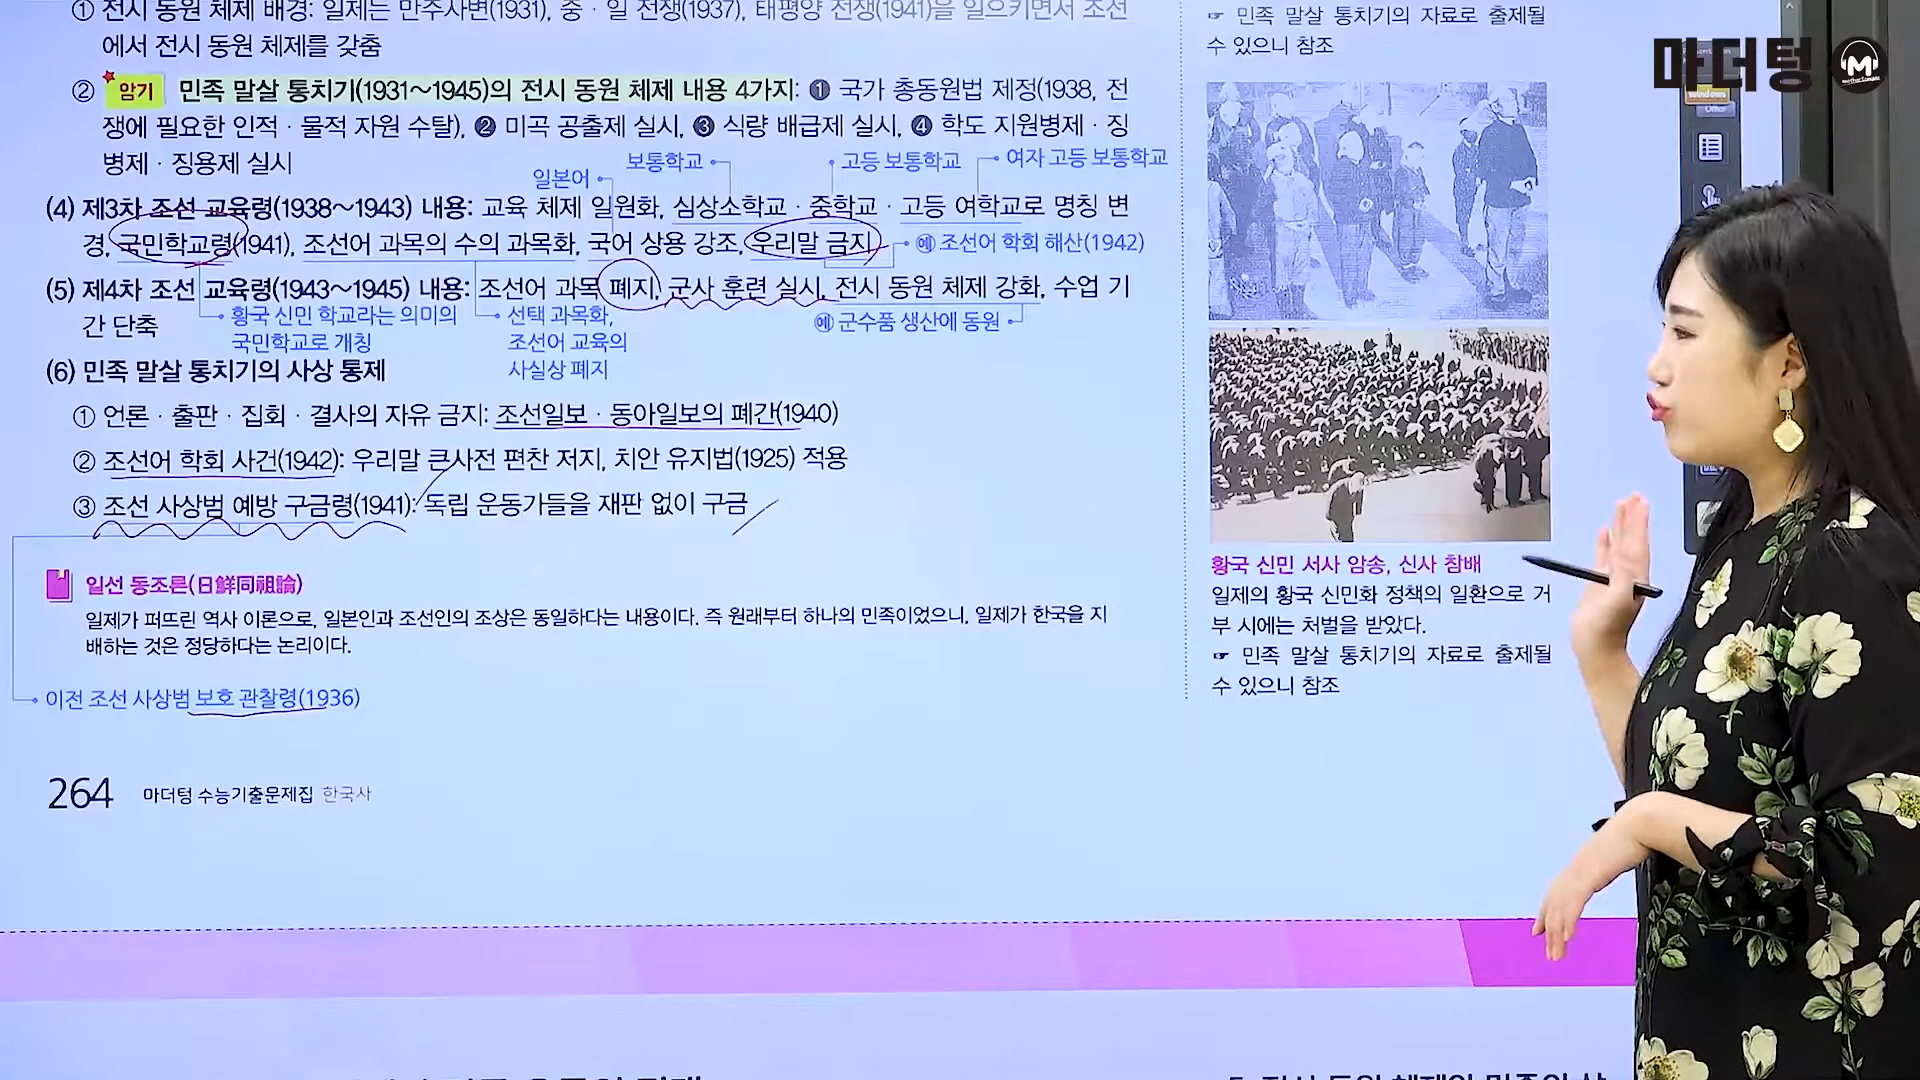 ① 전시 동원 체제 배경: 일제는 만주사변(1931), 중·일 전쟁(1937), 태평양 전쟁(1941)을 일으키면서 조선
에서 전시 동원 체제를 갖춤
② 암기 민족 말살 통치기(1931~1945)의 전시 동원 체제 내용 4가지: ❶ 국가 총동원법 제정(1938, 전
쟁에 필요한 인적·물적 자원 수탈), ❷ 미곡 공출제 실시, ❸ 식량 배급제 실시, ❹ 학도 지원병제·징
병제·징용제 실시
일본어
보통학교
고등 보통학교
여자 고등 보통학교
(4) 제3차 조선 교육령(1938~1943) 내용: 교육 체제 일원화, 심상소학교·중학교·고등 여학교로 명칭 변
경, 국민학교령(1941), 조선어 과목의 수의 과목화, 국어 상용 강조, 우리말 금지
예 조선어 학회 해산(1942)
(5) 제4차 조선 교육령(1943~1945) 내용: 조선어 과목 폐지, 군사 훈련 실시, 전시 동원 체제 강화, 수업 기
간 단축
황국 신민 학교라는 의미의
국민학교로 개칭
선택 과목화,
조선어 교육의
사실상 폐지
예 군수품 생산에 동원
(6) 민족 말살 통치기의 사상 통제
① 언론·출판·집회·결사의 자유 금지: 조선일보·동아일보의 폐간(1940)
② 조선어 학회 사건(1942): 우리말 큰사전 편찬 저지, 치안 유지법(1925) 적용
③ 조선 사상범 예방 구금령(1941): 독립 운동가들을 재판 없이 구금
일선 동조론(日鮮同祖論)
일제가 퍼뜨린 역사 이론으로, 일본인과 조선인의 조상은 동일하다는 내용이다. 즉 원래부터 하나의 민족이었으니, 일제가 한국을 지
배하는 것은 정당하다는 논리이다.
이전 조선 사상범 보호 관찰령(1936)
264 마더텅 수능기출문제집 한국사
☞ 민족 말살 통치기의 자료로 출제될
수 있으니 참조
황국 신민 서사 암송, 신사 참배
일제의 황국 신민화 정책의 일환으로 거
부 시에는 처벌을 받았다.
☞ 민족 말살 통치기의 자료로 출제될
수 있으니 참조
마더텅 M